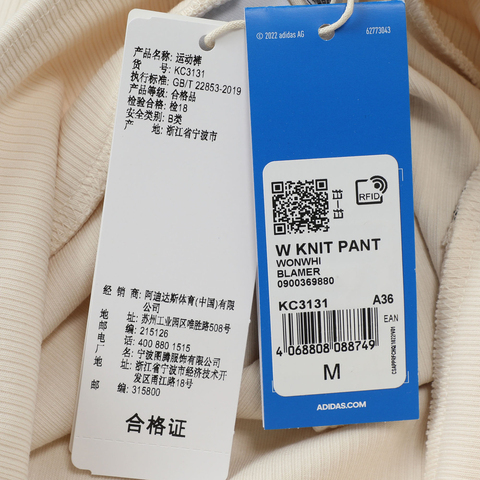 产品名称: 运动裤
货 号: KC3131
执行标准: GB/T 22853-2019
产品等级: 合格品
检验合格: 检18
安全类别: B类
产 地: 浙江省宁波市
经 销 商: 阿迪达斯体育(中国)有限
公司
地 址: 苏州工业园区唯胜路508号
邮 编: 215126
电 话: 400 880 1515
厂 名: 宁波图腾服饰有限公司
地 址: 浙江省宁波市经济技术开
发区甬江路18号
邮 编: 315800
合格证
© 2022 adidas AG
62773043
RFID
W KNIT PANT
WONWHI
BLAMER
0900369880
KC3131 A36
EAN
4 068808 088749
M
ADIDAS.COM